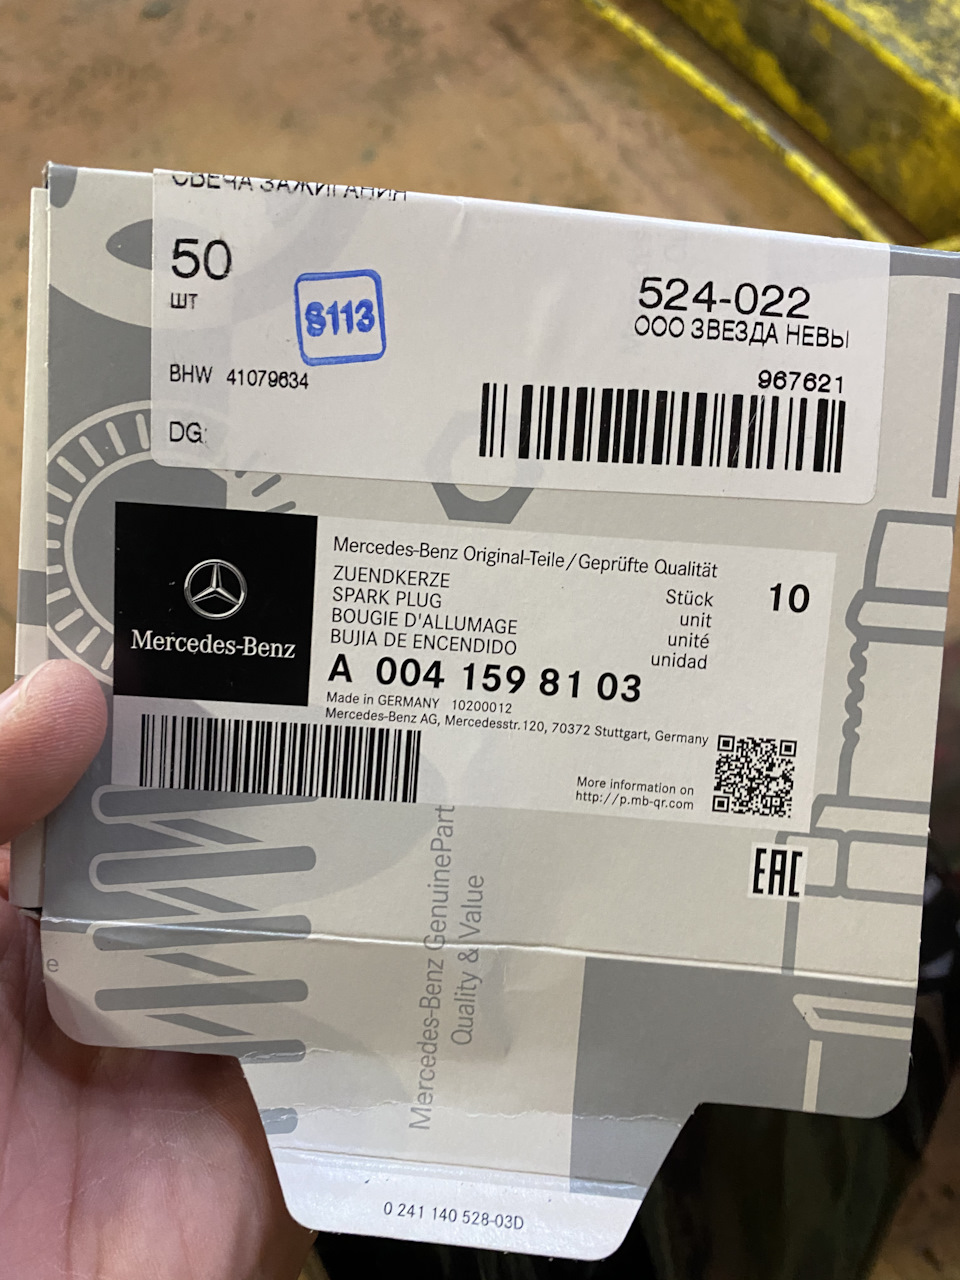 СВЕЧА ЗАЖИГАНИЯ
50
ШТ
S113
524-022
ООО ЗВЕЗДА НЕВЫ
BHW 41079634
967621
DG:
Mercedes-Benz
Mercedes-Benz Original-Teile/Geprüfte Qualität
ZUENDKERZE
SPARK PLUG
BOUGIE D'ALLUMAGE
BUJIA DE ENCENDIDO
Stück
unit
unité
unidad
10
A 004 159 81 03
Made in GERMANY 10200012
Mercedes-Benz AG, Mercedesstr. 120, 70372 Stuttgart, Germany
More information on
http://p.mb-qr.com
EAC
Mercedes-Benz GenuinePart
Quality & Value
e
0 241 140 528-03D